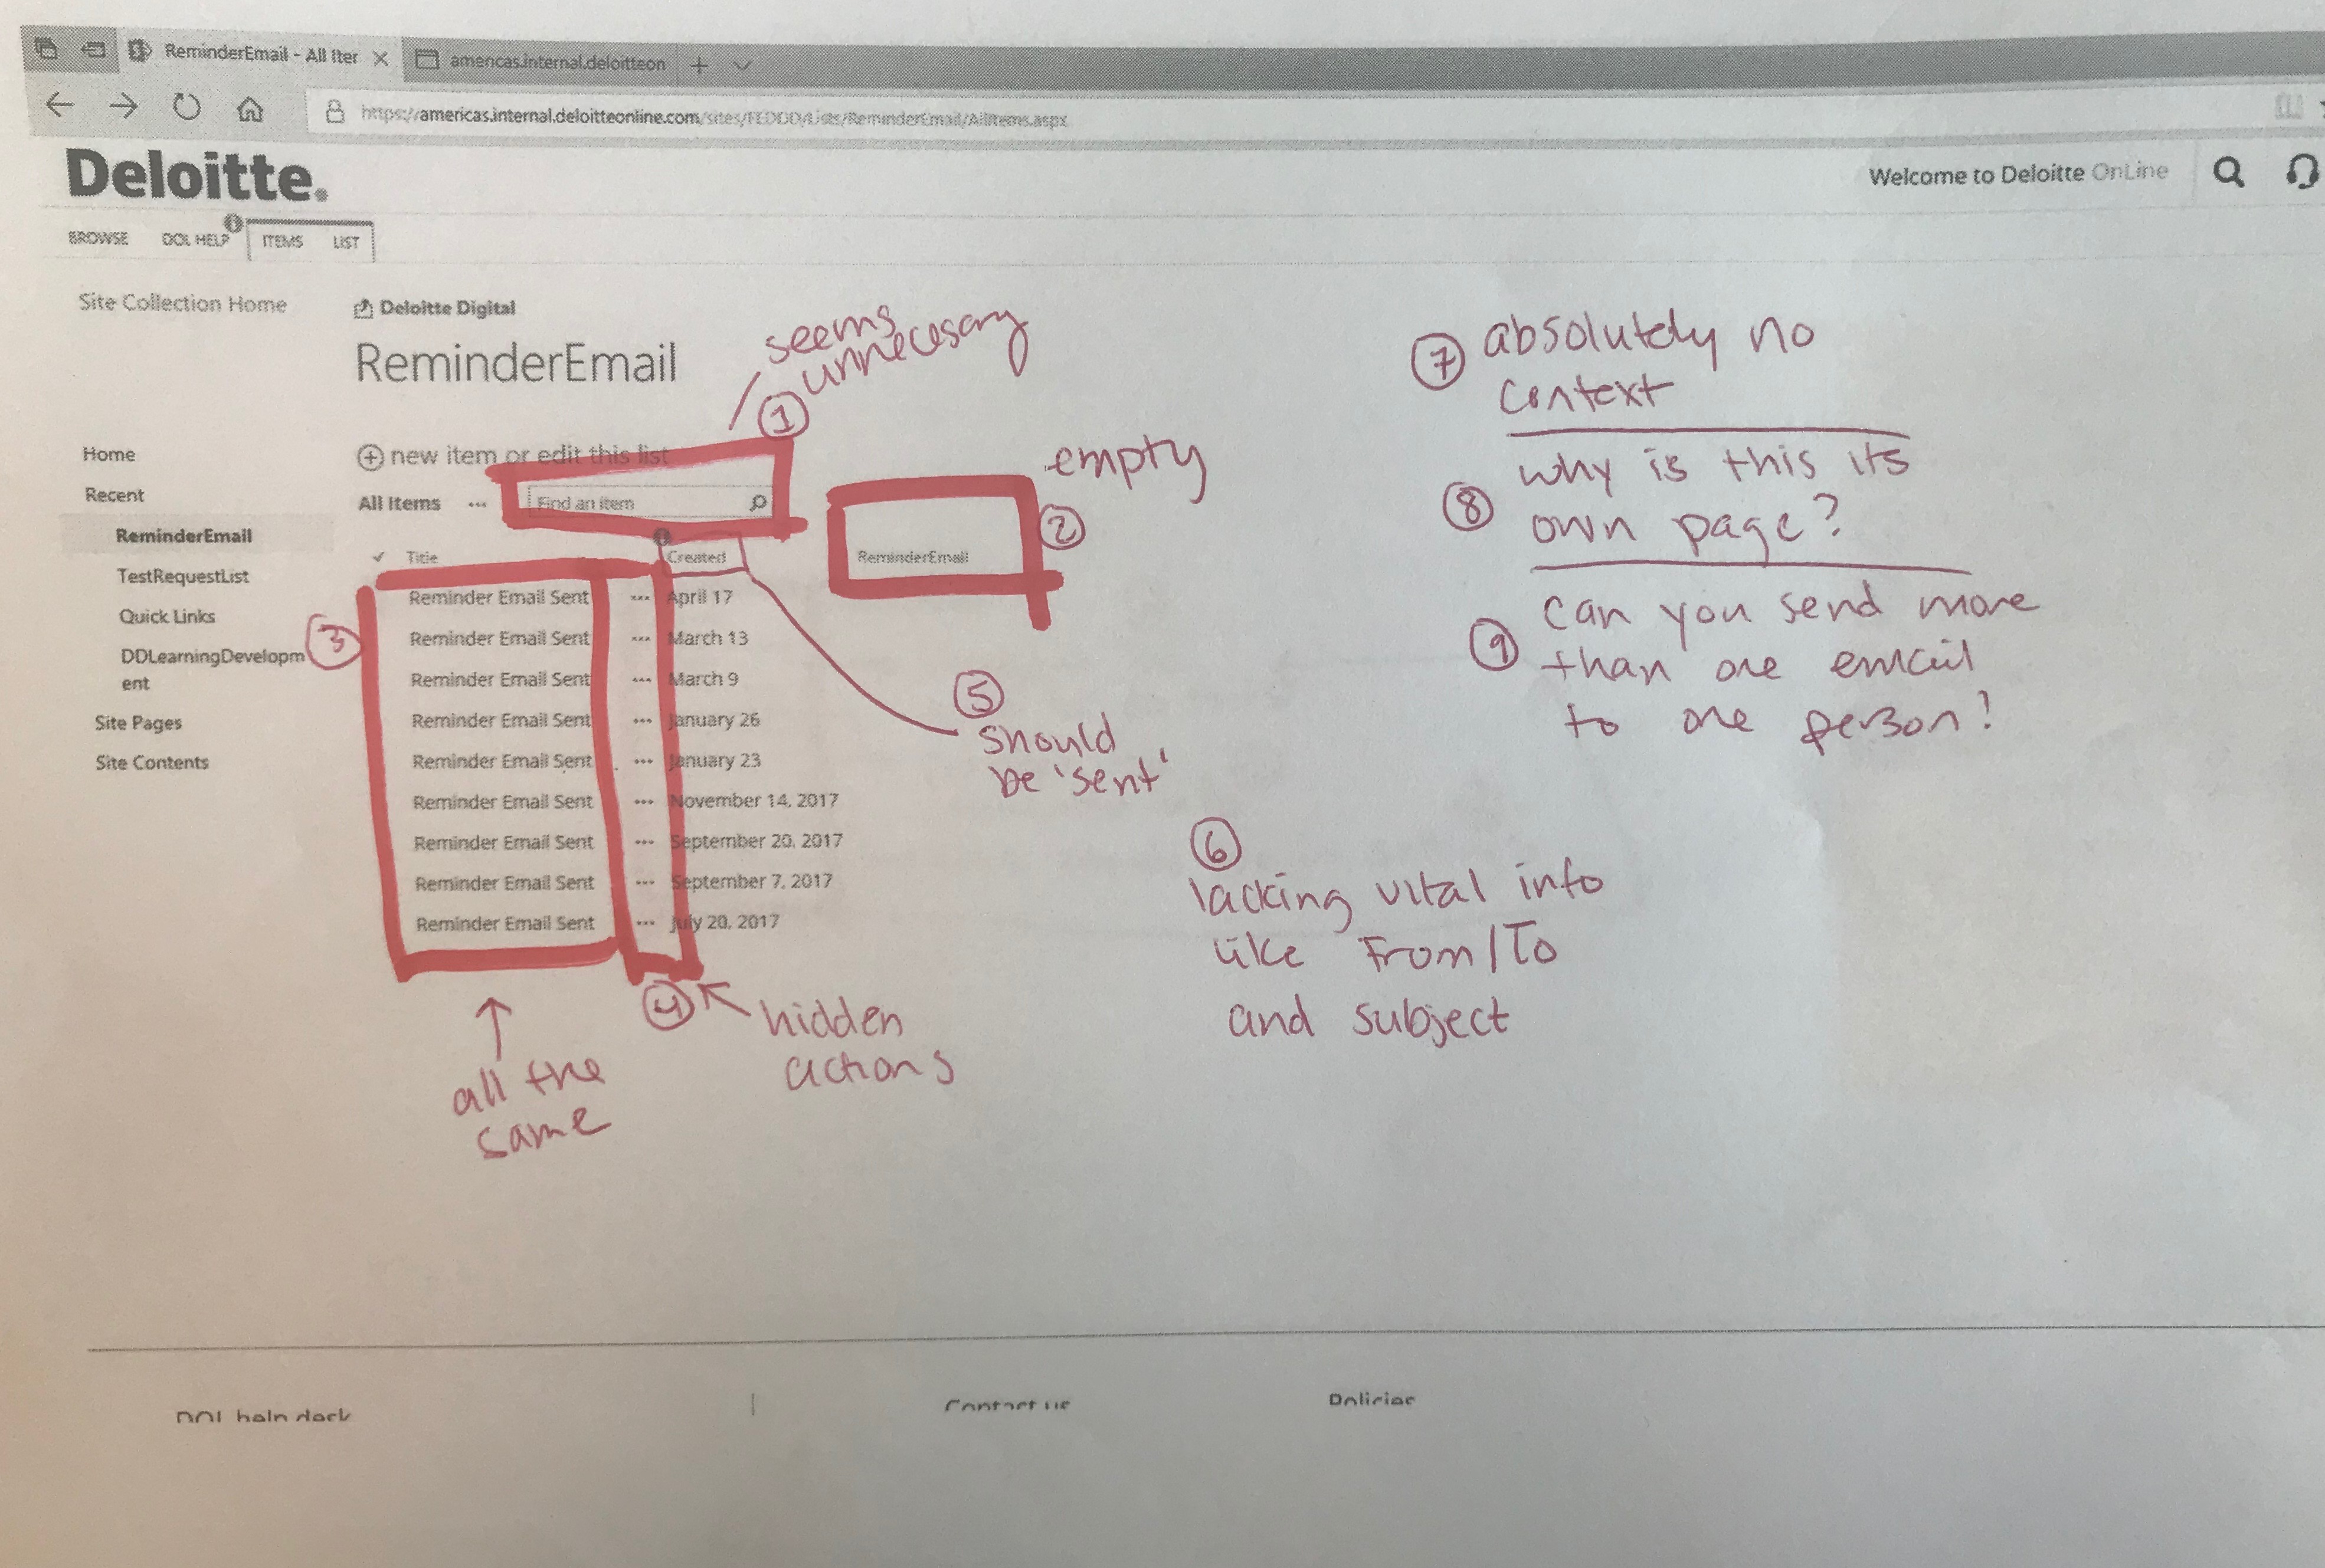 ReminderEmail - All Iter
americas.internal.deloitteon
https://americas.internal.deloitteonline.com/sites/FEDDD/Lists/ReminderEmail/AllItems.aspx
Deloitte.
Welcome to Deloitte OnLine
BROWSE DOL HELP ITEMS LIST
Site Collection Home
Deloitte Digital
ReminderEmail
seems
unnecesary
1
new item or edit this list
All Items ... Find an item
Title Created ReminderEmail
empty
2
Home
Recent
ReminderEmail
TestRequestList
Quick Links
DDLearningDevelopm
ent
Site Pages
Site Contents
3
Reminder Email Sent ... April 17
Reminder Email Sent ... March 13
Reminder Email Sent ... March 9
Reminder Email Sent ... January 26
Reminder Email Sent ... January 23
Reminder Email Sent ... November 14, 2017
Reminder Email Sent ... September 20, 2017
Reminder Email Sent ... September 7, 2017
Reminder Email Sent ... July 20, 2017
all the
same
4
hidden
actions
5
should
be 'sent'
6
lacking vital info
like From/To
and subject
7 absolutely no
context
8 why is this its
own page?
9 can you send more
than one email
to one person?
DOL help desk
Contact us
Policies